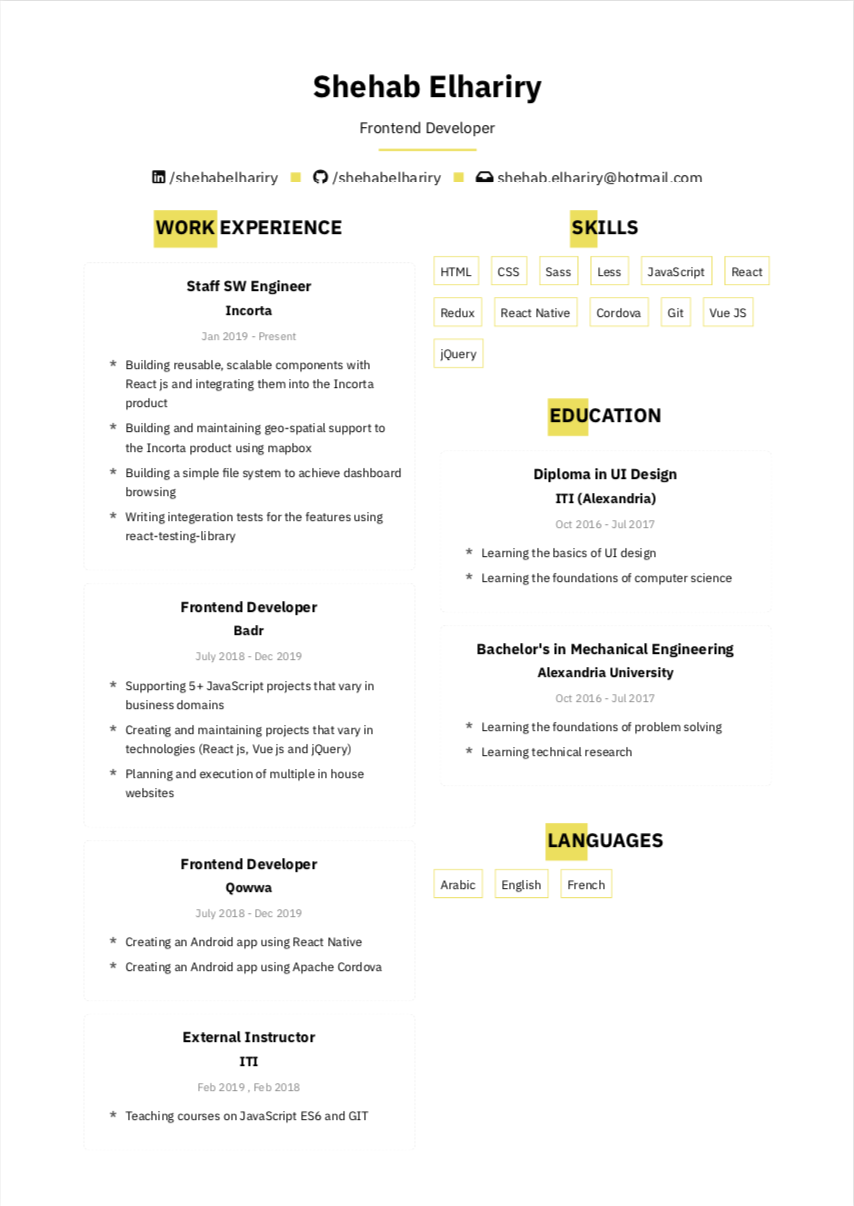 Shehab Elhariry
Frontend Developer
/shehabelhariry /shehabelhariry shehab.elhariry@hotmail.com
WORK EXPERIENCE
Staff SW Engineer
Incorta
Jan 2019 - Present
* Building reusable, scalable components with
React js and integrating them into the Incorta
product
* Building and maintaining geo-spatial support to
the Incorta product using mapbox
* Building a simple file system to achieve dashboard
browsing
* Writing integeration tests for the features using
react-testing-library
Frontend Developer
Badr
July 2018 - Dec 2019
* Supporting 5+ JavaScript projects that vary in
business domains
* Creating and maintaining projects that vary in
technologies (React js, Vue js and jQuery)
* Planning and execution of multiple in house
websites
Frontend Developer
Qowwa
July 2018 - Dec 2019
* Creating an Android app using React Native
* Creating an Android app using Apache Cordova
External Instructor
ITI
Feb 2019 , Feb 2018
* Teaching courses on JavaScript ES6 and GIT
SKILLS
HTML CSS Sass Less JavaScript React
Redux React Native Cordova Git Vue JS
jQuery
EDUCATION
Diploma in UI Design
ITI (Alexandria)
Oct 2016 - Jul 2017
* Learning the basics of UI design
* Learning the foundations of computer science
Bachelor's in Mechanical Engineering
Alexandria University
Oct 2016 - Jul 2017
* Learning the foundations of problem solving
* Learning technical research
LANGUAGES
Arabic English French